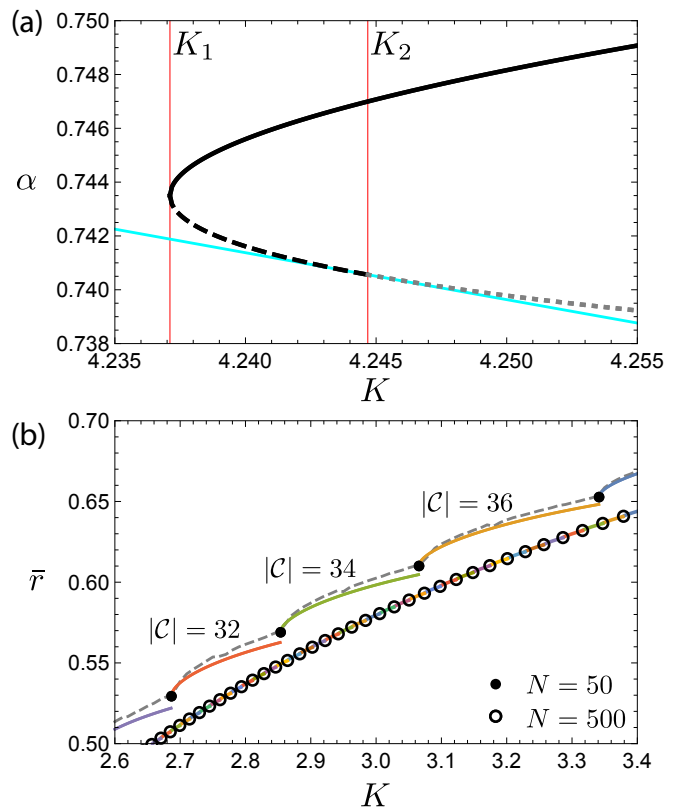 (a)
0.750
0.748
0.746
0.744
0.742
0.740
0.738
α
K₁
K₂
4.235
4.240
4.245
4.250
4.255
K
(b)
0.70
0.65
0.60
0.55
0.50
r̄
|𝒞| = 36
|𝒞| = 34
|𝒞| = 32
N = 50
N = 500
2.6
2.7
2.8
2.9
3.0
3.1
3.2
3.3
3.4
K